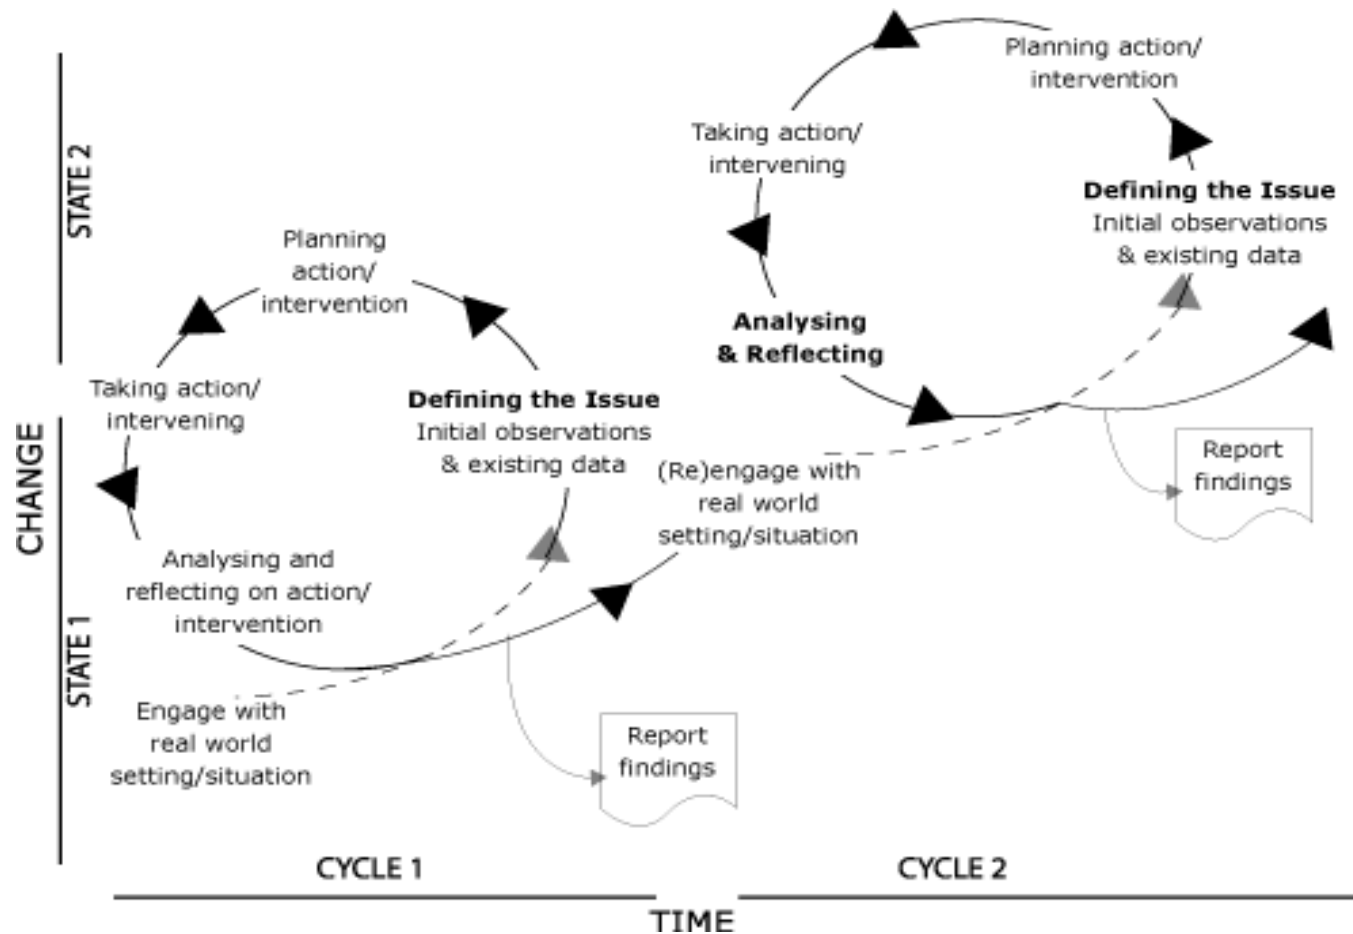 Planning action/
intervention
Taking action/
intervening
Defining the Issue
Initial observations
& existing data
Analysing
& Reflecting
Report
findings
(Re)engage with
real world
setting/situation
STATE 2
Planning
action/
intervention
Taking action/
intervening
Defining the Issue
Initial observations
& existing data
Analysing and
reflecting on action/
intervention
Engage with
real world
setting/situation
Report
findings
CHANGE
STATE 1
CYCLE 1
CYCLE 2
TIME